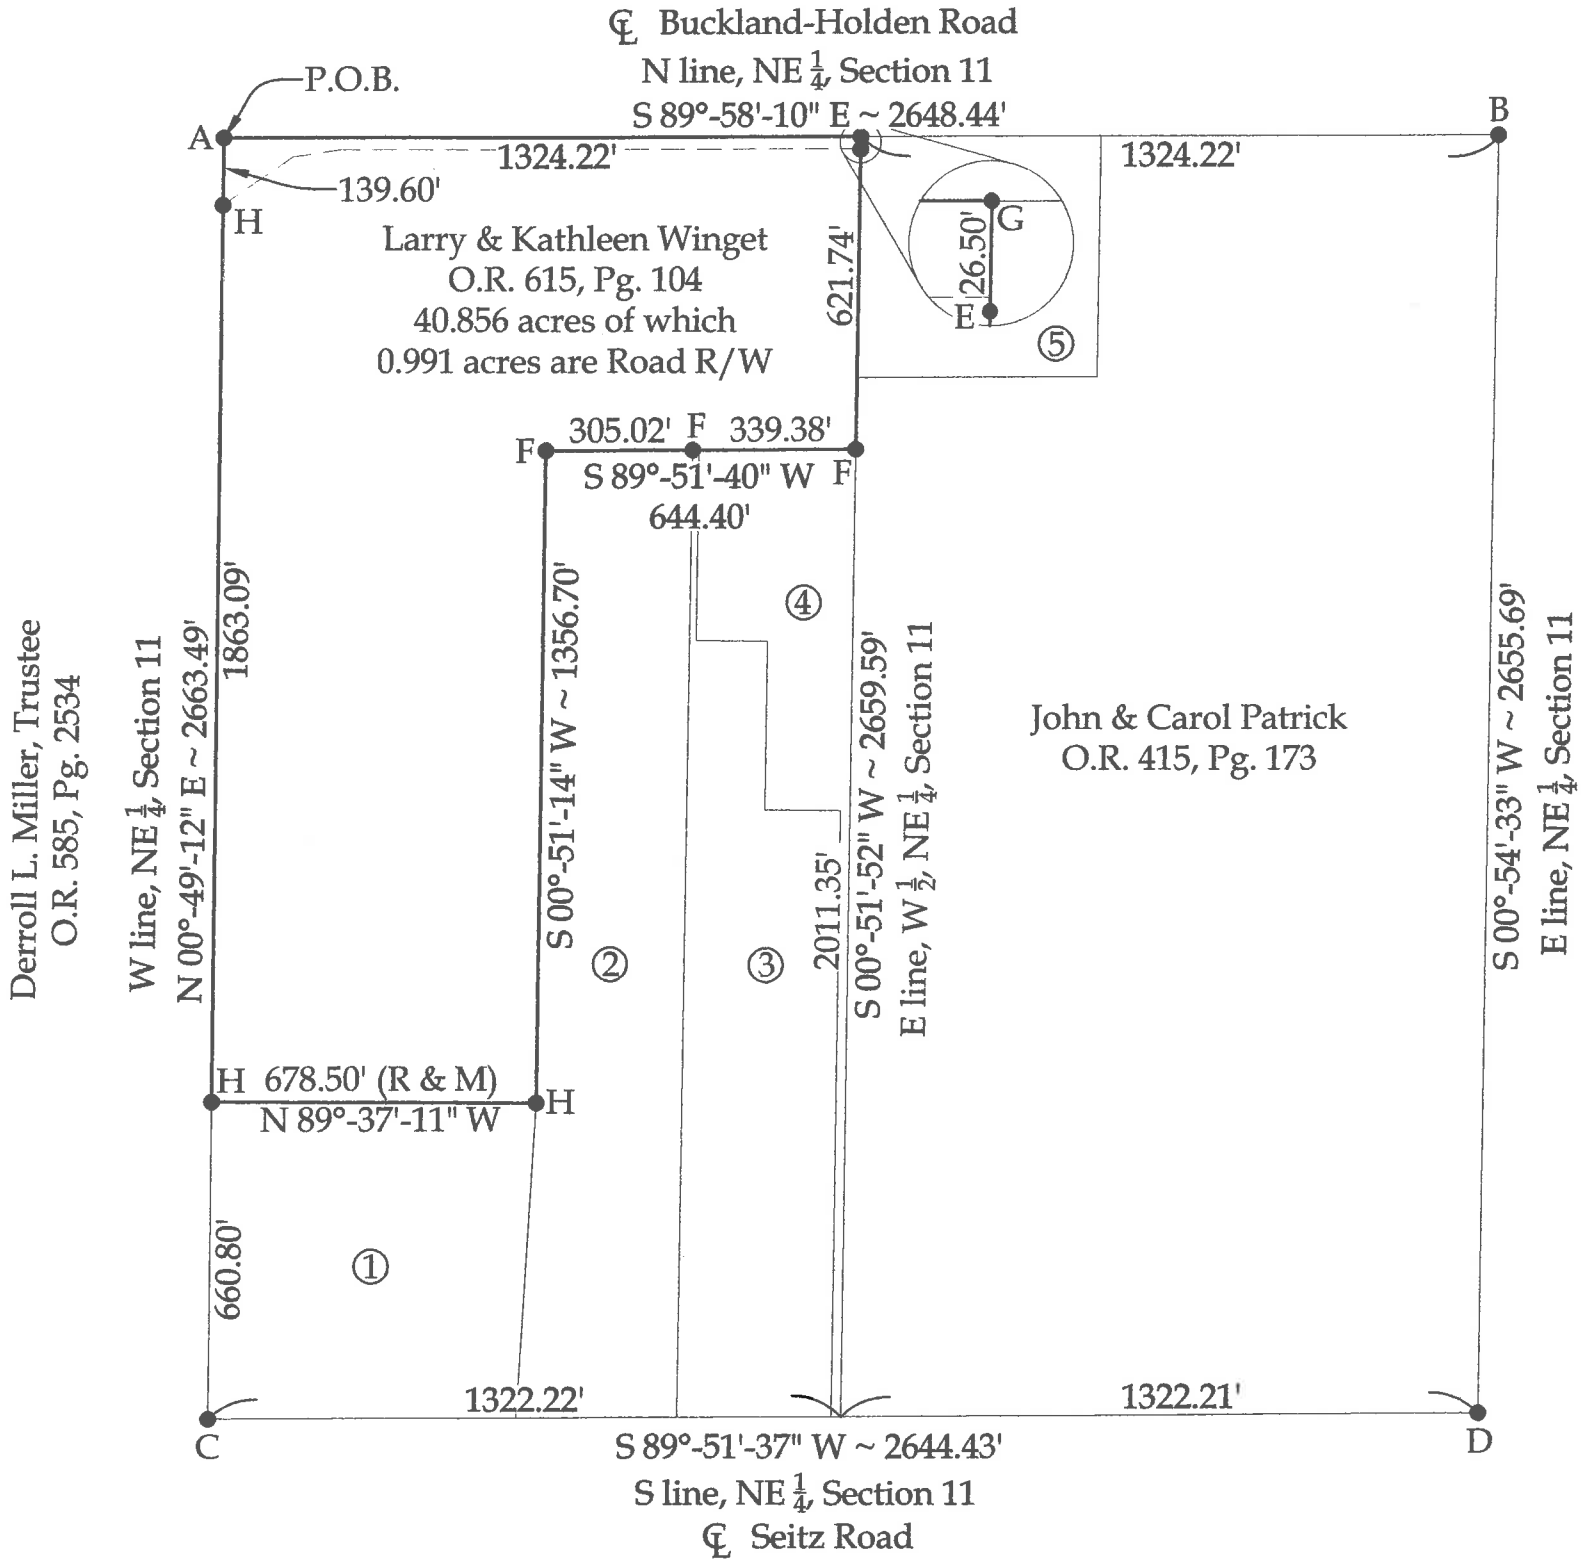 ℄ Buckland-Holden Road
N line, NE 1/4, Section 11
S 89°-58'-10" E ~ 2648.44'
P.O.B.
A
B
1324.22'
1324.22'
139.60'
H
G
26.50'
E
⑤
Larry & Kathleen Winget
O.R. 615, Pg. 104
40.856 acres of which
0.991 acres are Road R/W
621.74'
F
305.02'
F
339.38'
F
S 89°-51'-40" W
644.40'
④
1863.09'
N 00°-49'-12" E ~ 2663.49'
W line, NE 1/4, Section 11
Derroll L. Miller, Trustee
O.R. 585, Pg. 2534
S 00°-51'-14" W ~ 1356.70'
②
③
2011.35'
S 00°-51'-52" W ~ 2659.59'
E line, W 1/2, NE 1/4, Section 11
John & Carol Patrick
O.R. 415, Pg. 173
S 00°-54'-33" W ~ 2655.69'
E line, NE 1/4, Section 11
H
678.50' (R & M)
H
N 89°-37'-11" W
660.80'
①
1322.22'
1322.21'
C
D
S 89°-51'-37" W ~ 2644.43'
S line, NE 1/4, Section 11
℄ Seitz Road